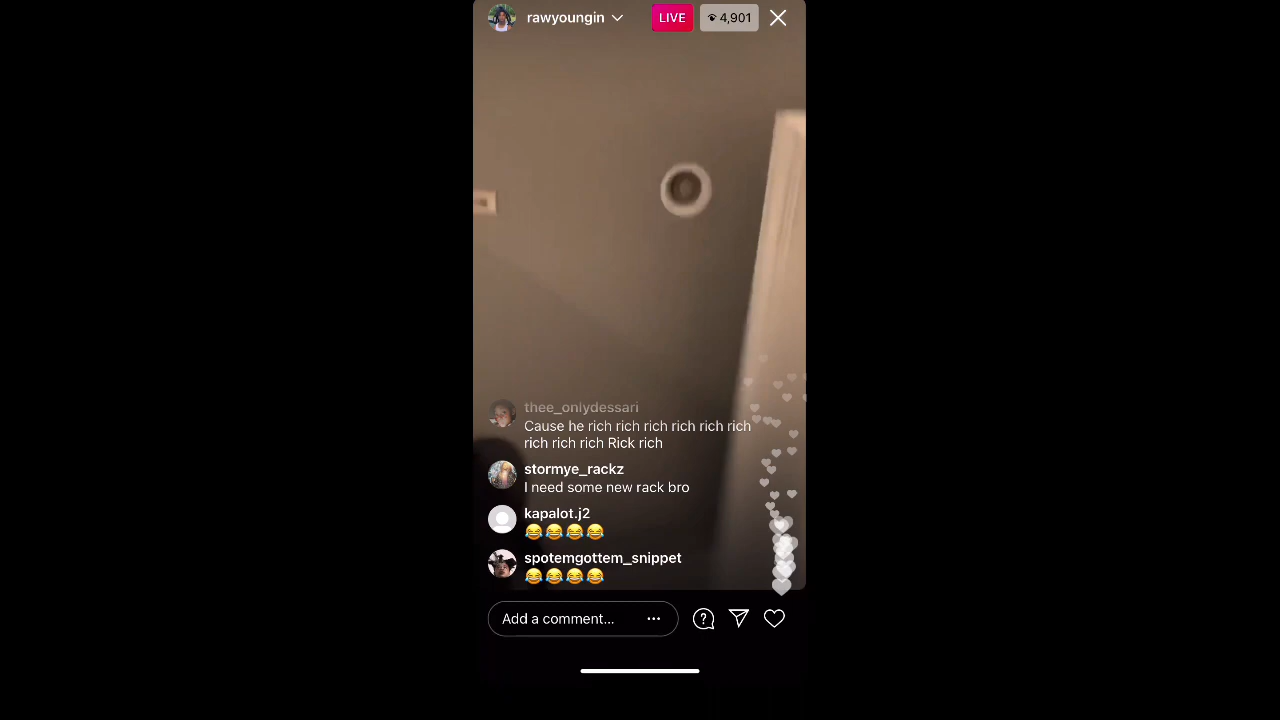 rawyoungin
LIVE
4,901
thee_onlydessari
Cause he rich rich rich rich rich rich
rich rich rich Rick rich
stormye_rackz
I need some new rack bro
kapalot.j2
😂😂😂😂
spotemgottem_snippet
😂😂😂😂
Add a comment...